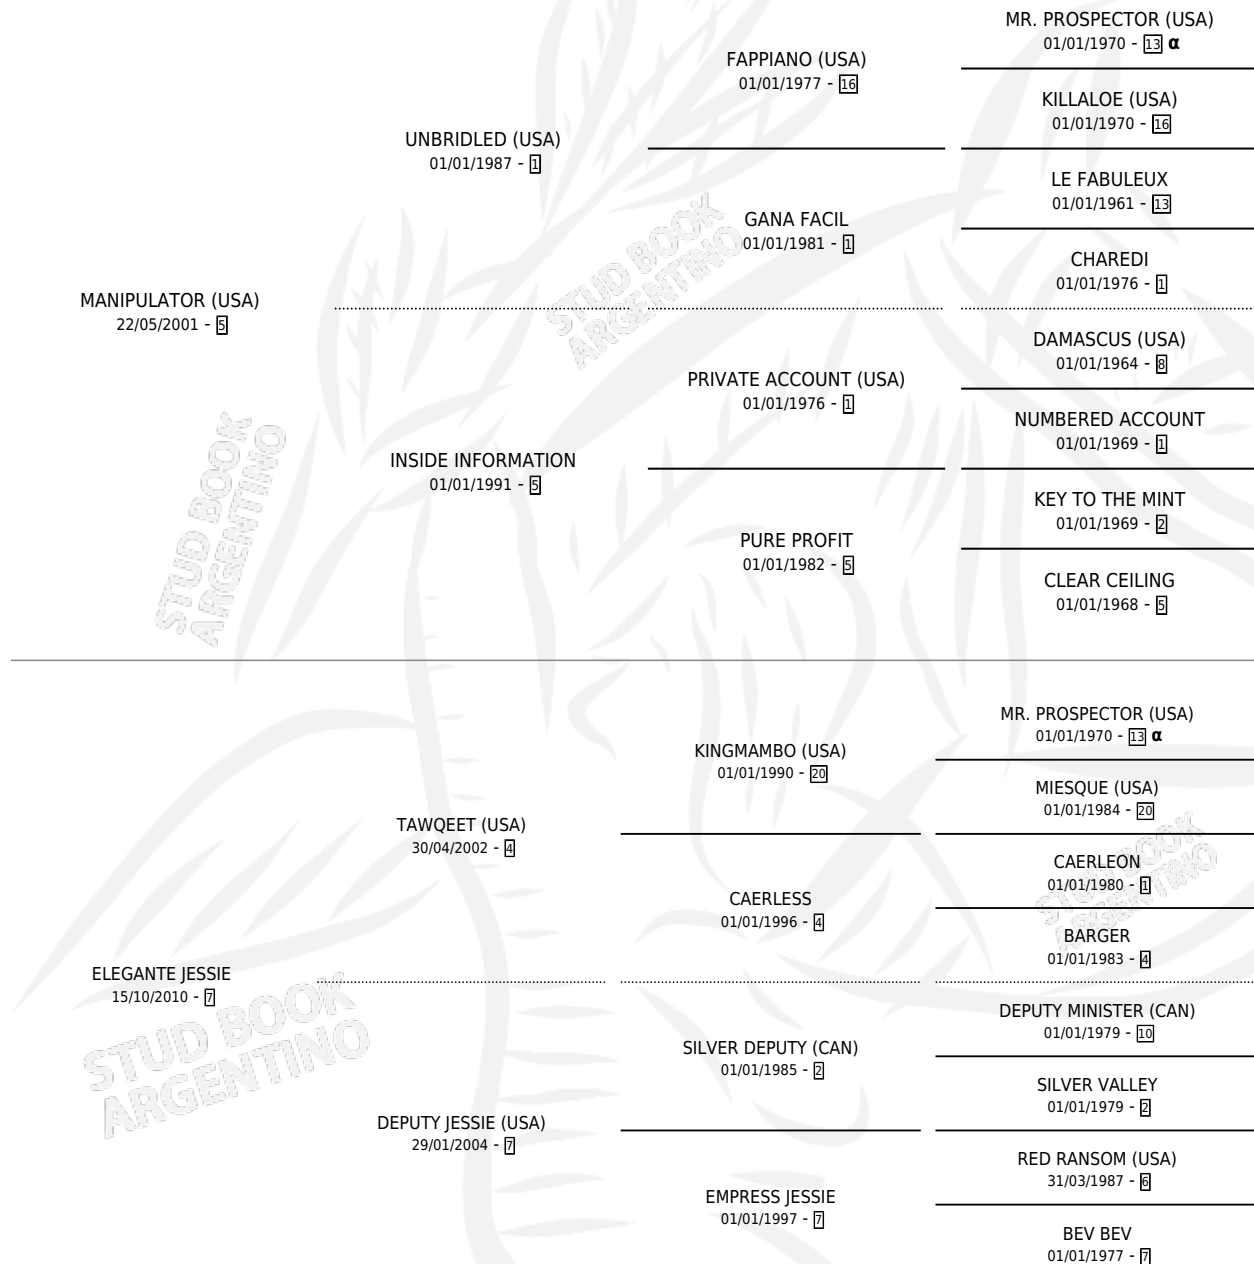 MR. PROSPECTOR (USA)
01/01/1970 - 13 α
FAPPIANO (USA)
01/01/1977 - 16
KILLALOE (USA)
01/01/1970 - 16
UNBRIDLED (USA)
01/01/1987 - 1
LE FABULEUX
01/01/1961 - 13
GANA FACIL
01/01/1981 - 1
CHAREDI
01/01/1976 - 1
MANIPULATOR (USA)
22/05/2001 - 5
DAMASCUS (USA)
01/01/1964 - 8
PRIVATE ACCOUNT (USA)
01/01/1976 - 1
NUMBERED ACCOUNT
01/01/1969 - 1
INSIDE INFORMATION
01/01/1991 - 5
KEY TO THE MINT
01/01/1969 - 2
PURE PROFIT
01/01/1982 - 5
CLEAR CEILING
01/01/1968 - 5
MR. PROSPECTOR (USA)
01/01/1970 - 13 α
KINGMAMBO (USA)
01/01/1990 - 20
MIESQUE (USA)
01/01/1984 - 20
TAWQEET (USA)
30/04/2002 - 4
CAERLEON
01/01/1980 - 1
CAERLESS
01/01/1996 - 4
BARGER
01/01/1983 - 4
ELEGANTE JESSIE
15/10/2010 - 7
DEPUTY MINISTER (CAN)
01/01/1979 - 10
SILVER DEPUTY (CAN)
01/01/1985 - 2
SILVER VALLEY
01/01/1979 - 2
DEPUTY JESSIE (USA)
29/01/2004 - 7
RED RANSOM (USA)
31/03/1987 - 6
EMPRESS JESSIE
01/01/1997 - 7
BEV BEV
01/01/1977 - 7
STUD BOOK
ARGENTINO
STUD BOOK
ARGENTINO
STUD BOOK
ARGENTINO
STUD BOOK
ARGENTINO